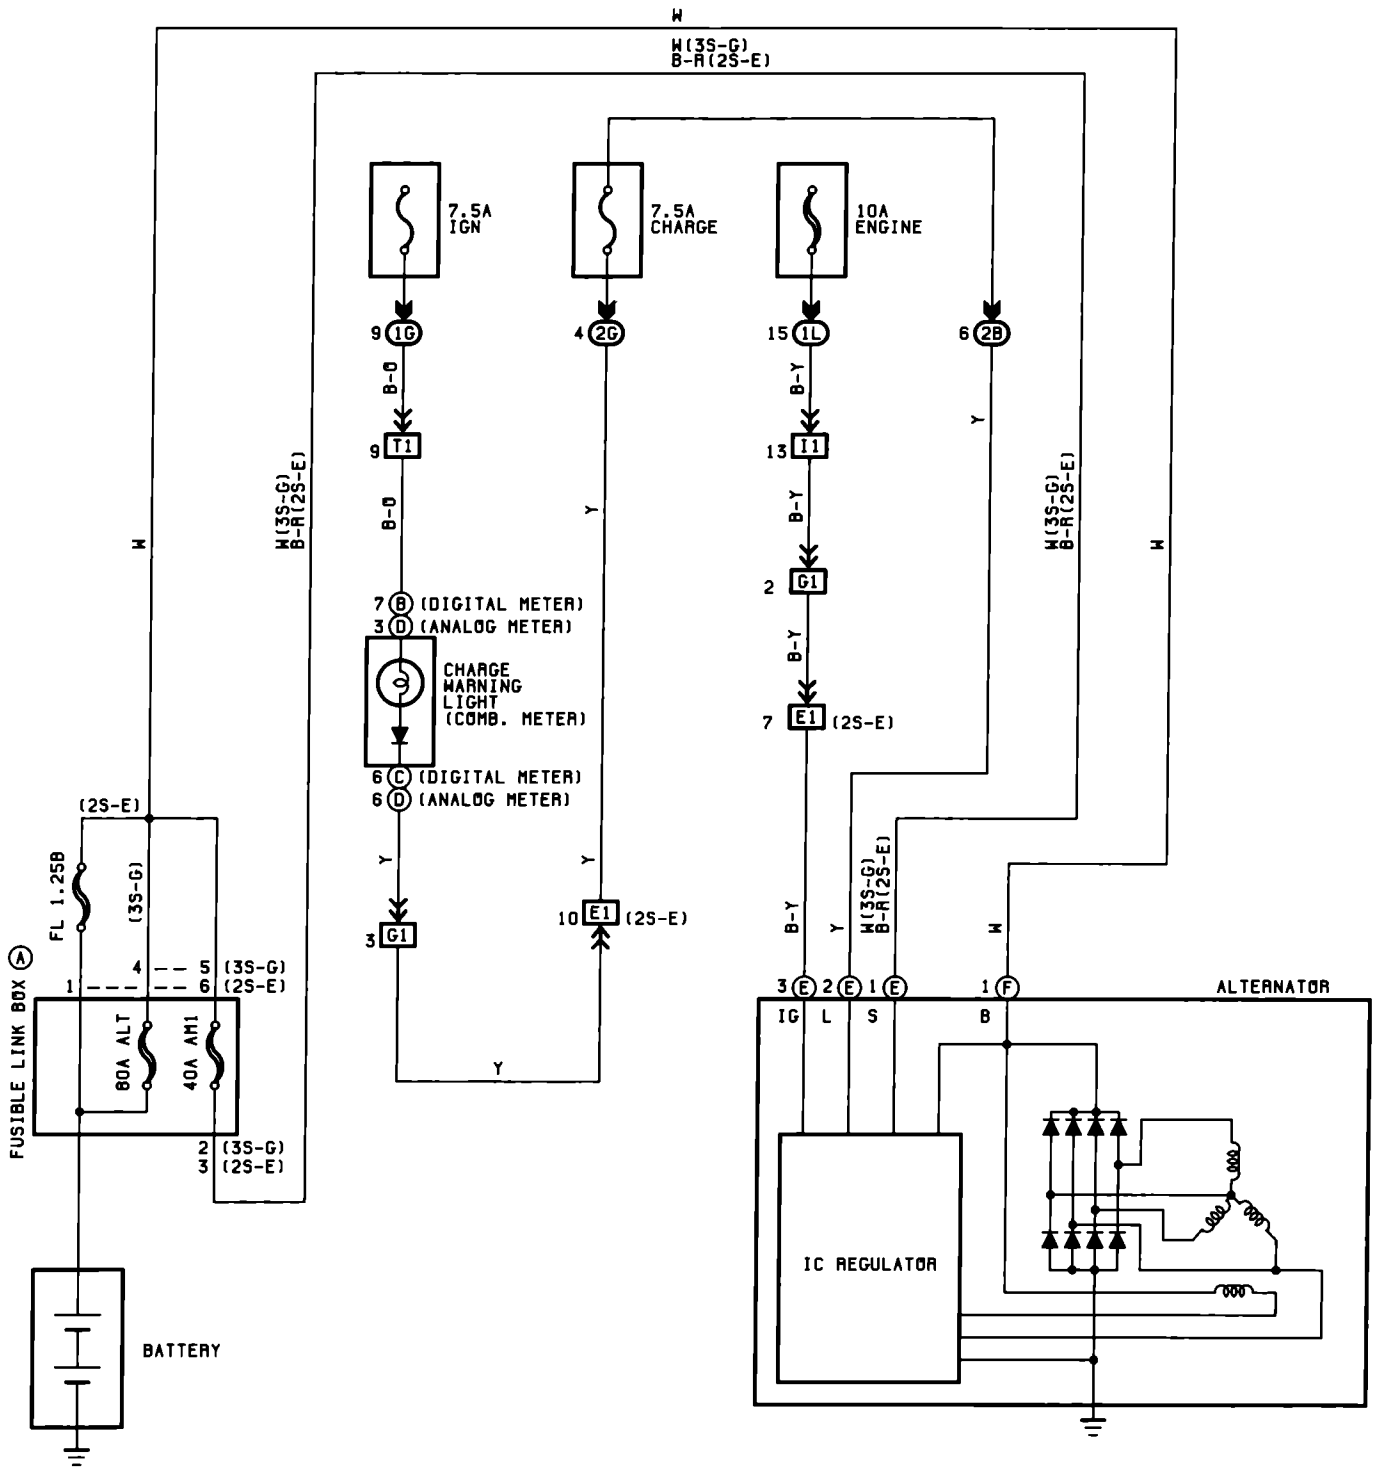 W
W(3S-G)
B-R(2S-E)
7.5A
IGN
7.5A
CHARGE
10A
ENGINE
9 1G
4 2G
15 1L
6 2B
B-O
B-Y
Y
9 T1
13 I1
W(3S-G)
B-R(2S-E)
B-O
Y
B-Y
W(3S-G)
B-R(2S-E)
W
W
2 G1
7 B (DIGITAL METER)
3 D (ANALOG METER)
B-Y
CHARGE
WARNING
LIGHT
(COMB. METER)
7 E1 (2S-E)
6 C (DIGITAL METER)
6 D (ANALOG METER)
(2S-E)
FL 1.25B
(3S-G)
Y
Y
W(3S-G)
B-R(2S-E)
B-Y
Y
W
10 E1 (2S-E)
3 G1
FUSIBLE LINK BOX A
4 -- 5 (3S-G)
1 ---- -- 6 (2S-E)
3 E 2 E 1 E 1 F
ALTERNATOR
IG L S B
80A ALT
40A AM1
Y
2 (3S-G)
3 (2S-E)
IC REGULATOR
BATTERY